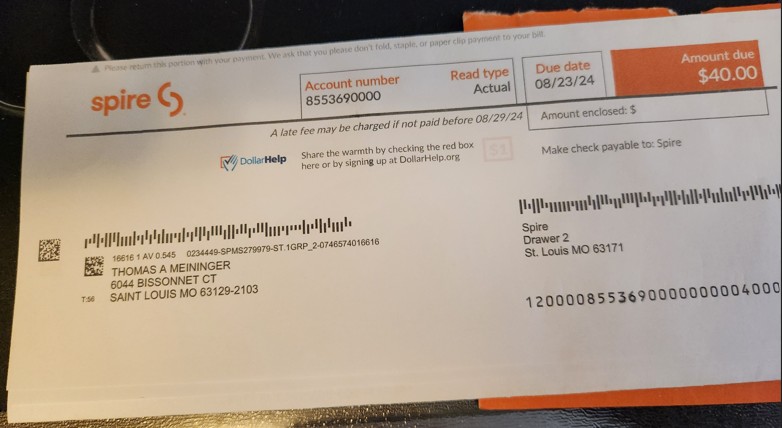 Please return this portion with your payment. We ask that you please don't fold, staple, or paper clip payment to your bill.
spire
Account number
8553690000
Read type
Actual
Due date
08/23/24
Amount due
$40.00
A late fee may be charged if not paid before 08/29/24
Amount enclosed: $
DollarHelp
Share the warmth by checking the red box
here or by signing up at DollarHelp.org
$1
Make check payable to: Spire
16616 1 AV 0.545 0234449-SPMS279979-ST.1GRP_2-0746574016616
THOMAS A MEININGER
6044 BISSONNET CT
T:56 SAINT LOUIS MO 63129-2103
Spire
Drawer 2
St. Louis MO 63171